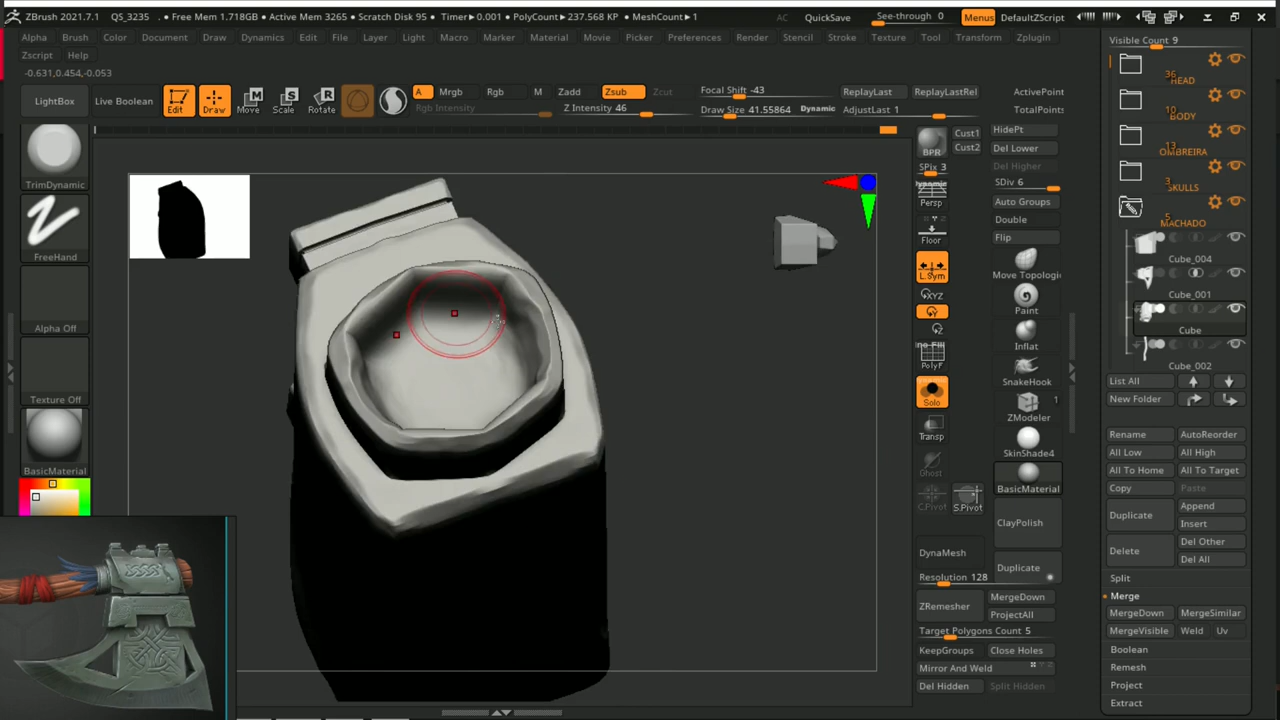 ZBrush 2021.7.1 QS_3235 . • Free Mem 1.718GB • Active Mem 3265 • Scratch Disk 95 • Timer▶0.001 • PolyCount▶237.568 KP • MeshCount▶1 AC QuickSave See-through 0 Menus DefaultZScript
Alpha Brush Color Document Draw Dynamics Edit File Layer Light Macro Marker Material Movie Picker Preferences Render Stencil Stroke Texture Tool Transform Zplugin
Zscript Help
-0.631,0.454,-0.053
LightBox Live Boolean Edit Draw Move Scale Rotate A Mrgb Rgb M Zadd Zsub Zcut Focal Shift -43 ReplayLast ReplayLastRel ActivePoint
Rgb Intensity Z Intensity 46 Draw Size 41.55864 Dynamic AdjustLast 1 TotalPoints
TrimDynamic
FreeHand
Alpha Off
Texture Off
BasicMaterial
BPR
SPix 3
Dynamic
Persp
Floor
L.Sym
XYZ
Y
Z
PolyF
Solo
Transp
Ghost
C.Pivot S.Pivot
DynaMesh
Resolution 128
ZRemesher
Target Polygons Count 5
KeepGroups Close Holes
Mirror And Weld
Del Hidden Split Hidden
Cust1
Cust2
HidePt
Del Lower
Del Higher
SDiv 6
Auto Groups
Double
Flip
Move Topologic
Paint
Inflat
SnakeHook
ZModeler
1
SkinShade4
BasicMaterial
ClayPolish
Duplicate
MergeDown
ProjectAll
Visible Count 9
36
HEAD
10
BODY
13
OMBREIRA
3
SKULLS
5
MACHADO
Cube_004
Cube_001
Cube
Cube_002
List All
New Folder
Rename AutoReorder
All Low All High
All To Home All To Target
Copy Paste
Duplicate Append
Insert
Delete Del Other
Del All
Split
Merge
MergeDown MergeSimilar
MergeVisible Weld Uv
Boolean
Remesh
Project
Extract